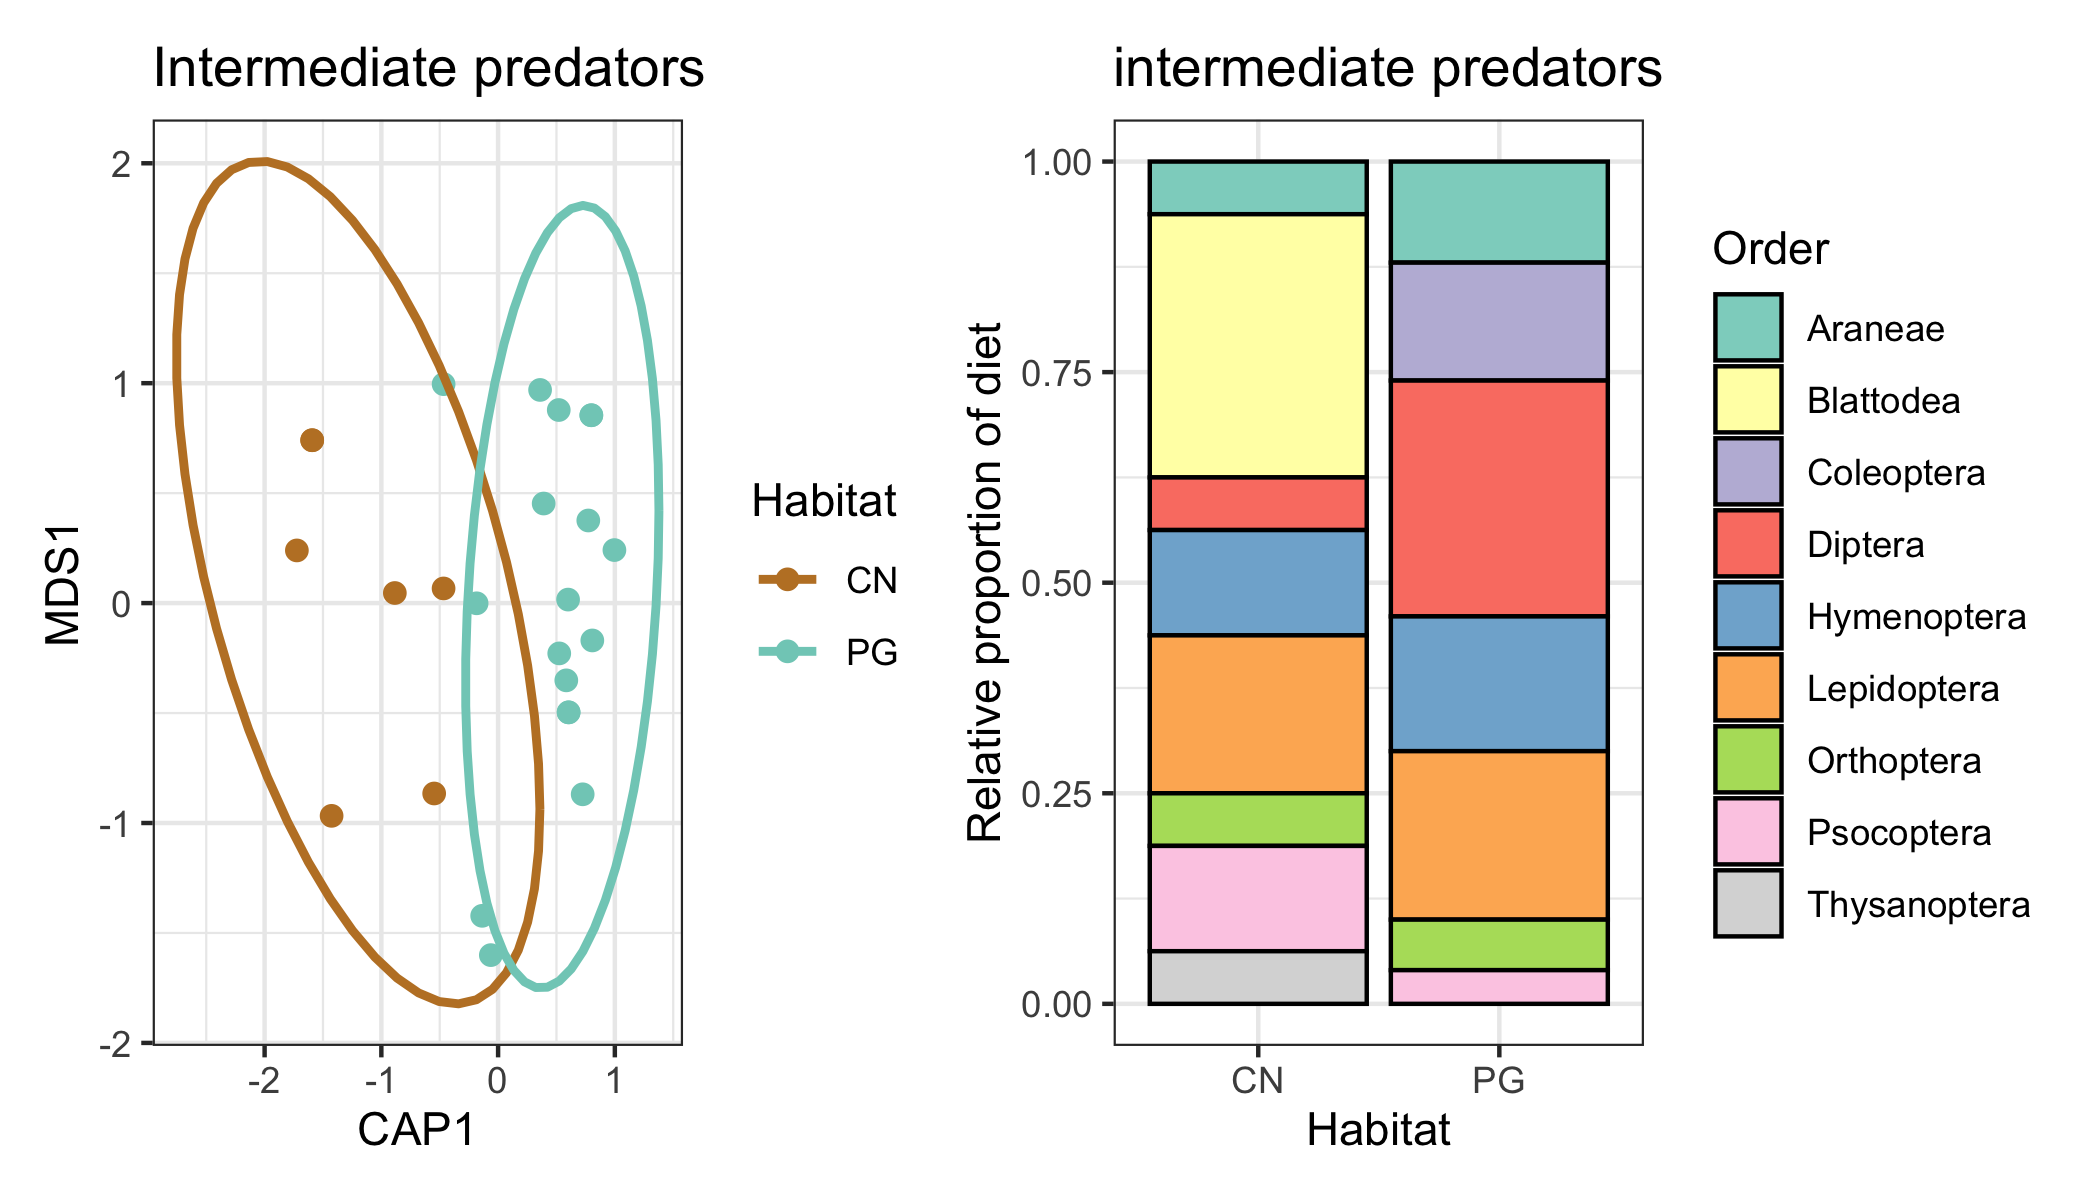 Intermediate predators
2
1
0
-1
-2
MDS1
-2 -1 0 1
CAP1
Habitat
CN
PG
intermediate predators
1.00
0.75
0.50
0.25
0.00
Relative proportion of diet
CN PG
Habitat
Order
Araneae
Blattodea
Coleoptera
Diptera
Hymenoptera
Lepidoptera
Orthoptera
Psocoptera
Thysanoptera